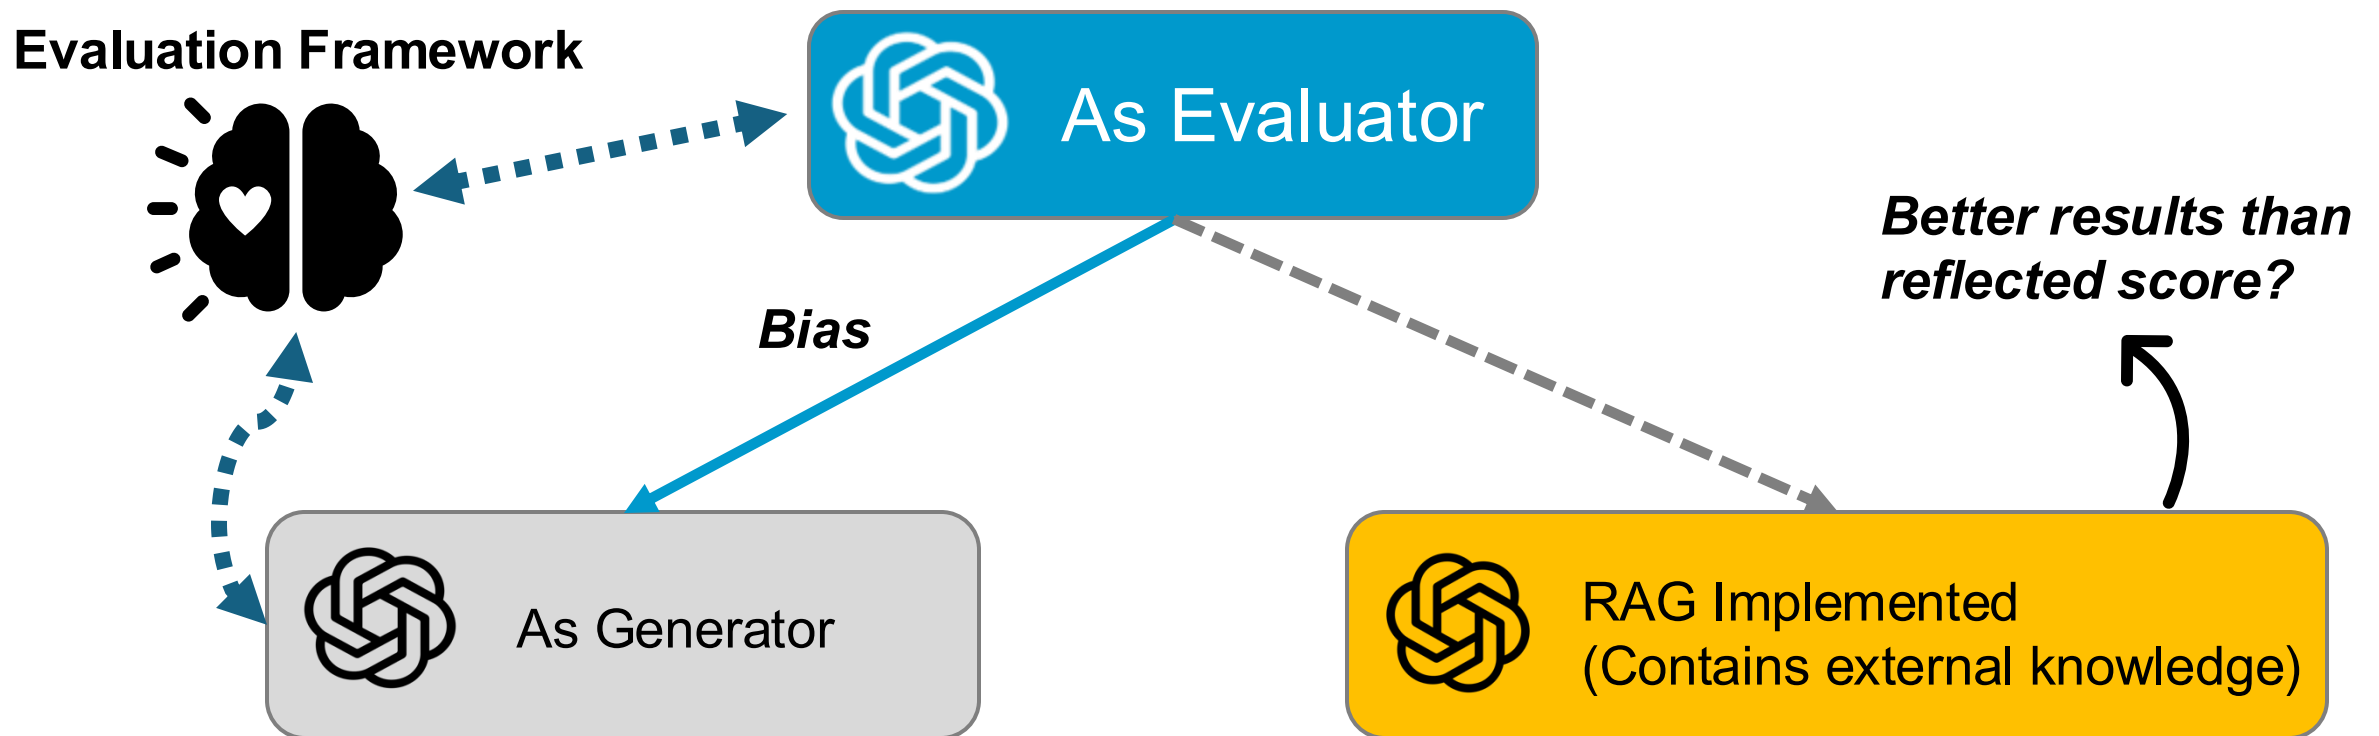 Evaluation Framework
As Evaluator
Better results than
reflected score?
Bias
As Generator
RAG Implemented
(Contains external knowledge)